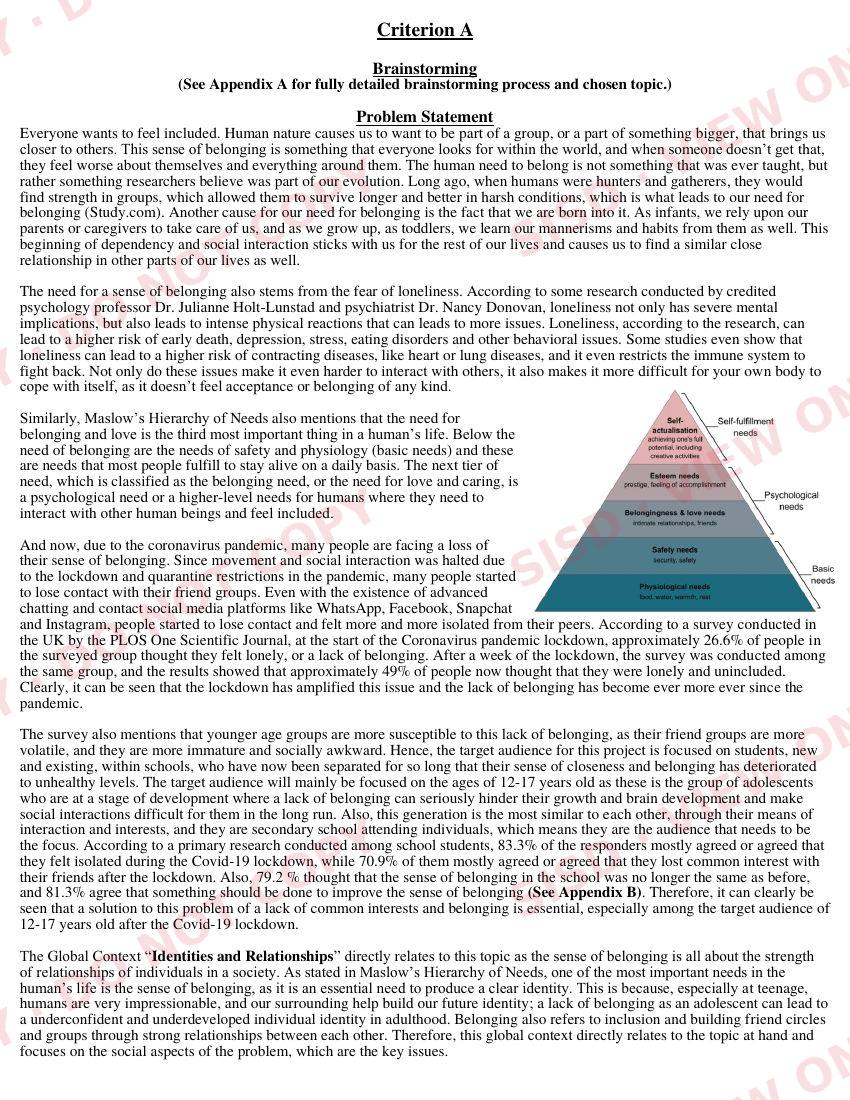 Criterion A
Brainstorming
(See Appendix A for fully detailed brainstorming process and chosen topic.)
Problem Statement
Everyone wants to feel included. Human nature causes us to want to be part of a group, or a part of something bigger, that brings us
closer to others. This sense of belonging is something that everyone looks for within the world, and when someone doesn't get that,
they feel worse about themselves and everything around them. The human need to belong is not something that was ever taught, but
rather something researchers believe was part of our evolution. Long ago, when humans were hunters and gatherers, they would
find strength in groups, which allowed them to survive longer and better in harsh conditions, which is what leads to our need for
belonging (Study.com). Another cause for our need for belonging is the fact that we are born into it. As infants, we rely upon our
parents or caregivers to take care of us, and as we grow up, as toddlers, we learn our mannerisms and habits from them as well. This
beginning of dependency and social interaction sticks with us for the rest of our lives and causes us to find a similar close
relationship in other parts of our lives as well.
The need for a sense of belonging also stems from the fear of loneliness. According to some research conducted by credited
psychology professor Dr. Julianne Holt-Lunstad and psychiatrist Dr. Nancy Donovan, loneliness not only has severe mental
implications, but also leads to intense physical reactions that can leads to more issues. Loneliness, according to the research, can
lead to a higher risk of early death, depression, stress, eating disorders and other behavioral issues. Some studies even show that
loneliness can lead to a higher risk of contracting diseases, like heart or lung diseases, and it even restricts the immune system to
fight back. Not only do these issues make it even harder to interact with others, it also makes it more difficult for your own body to
cope with itself, as it doesn't feel acceptance or belonging of any kind.
Similarly, Maslow's Hierarchy of Needs also mentions that the need for
belonging and love is the third most important thing in a human's life. Below the
need of belonging are the needs of safety and physiology (basic needs) and these
are needs that most people fulfill to stay alive on a daily basis. The next tier of
need, which is classified as the belonging need, or the need for love and caring, is
a psychological need or a higher-level needs for humans where they need to
interact with other human beings and feel included.
Self-
actualisation
achieving one's full
potential, including
creative activities
Self-fulfillment
needs
Esteem needs
prestige, feeling of accomplishment
Psychological
needs
Belongingness & love needs
intimate relationships, friends
Safety needs
security, safety
Basic
needs
Physiological needs
food, water, warmth, rest
And now, due to the coronavirus pandemic, many people are facing a loss of
their sense of belonging. Since movement and social interaction was halted due
to the lockdown and quarantine restrictions in the pandemic, many people started
to lose contact with their friend groups. Even with the existence of advanced
chatting and contact social media platforms like WhatsApp, Facebook, Snapchat
and Instagram, people started to lose contact and felt more and more isolated from their peers. According to a survey conducted in
the UK by the PLOS One Scientific Journal, at the start of the Coronavirus pandemic lockdown, approximately 26.6% of people in
the surveyed group thought they felt lonely, or a lack of belonging. After a week of the lockdown, the survey was conducted among
the same group, and the results showed that approximately 49% of people now thought that they were lonely and unincluded.
Clearly, it can be seen that the lockdown has amplified this issue and the lack of belonging has become ever more ever since the
pandemic.
The survey also mentions that younger age groups are more susceptible to this lack of belonging, as their friend groups are more
volatile, and they are more immature and socially awkward. Hence, the target audience for this project is focused on students, new
and existing, within schools, who have now been separated for so long that their sense of closeness and belonging has deteriorated
to unhealthy levels. The target audience will mainly be focused on the ages of 12-17 years old as these is the group of adolescents
who are at a stage of development where a lack of belonging can seriously hinder their growth and brain development and make
social interactions difficult for them in the long run. Also, this generation is the most similar to each other, through their means of
interaction and interests, and they are secondary school attending individuals, which means they are the audience that needs to be
the focus. According to a primary research conducted among school students, 83.3% of the responders mostly agreed or agreed that
they felt isolated during the Covid-19 lockdown, while 70.9% of them mostly agreed or agreed that they lost common interest with
their friends after the lockdown. Also, 79.2 % thought that the sense of belonging in the school was no longer the same as before,
and 81.3% agree that something should be done to improve the sense of belonging (See Appendix B). Therefore, it can clearly be
seen that a solution to this problem of a lack of common interests and belonging is essential, especially among the target audience of
12-17 years old after the Covid-19 lockdown.
The Global Context “Identities and Relationships” directly relates to this topic as the sense of belonging is all about the strength
of relationships of individuals in a society. As stated in Maslow's Hierarchy of Needs, one of the most important needs in the
human's life is the sense of belonging, as it is an essential need to produce a clear identity. This is because, especially at teenage,
humans are very impressionable, and our surrounding help build our future identity; a lack of belonging as an adolescent can lead to
a underconfident and underdeveloped individual identity in adulthood. Belonging also refers to inclusion and building friend circles
and groups through strong relationships between each other. Therefore, this global context directly relates to the topic at hand and
focuses on the social aspects of the problem, which are the key issues.
SISD · VIEW ON
Y · DO NOT COPY
SISD · VIEW ON
Y · DO NOT COPY
SISD · VIEW ON
Y · DO NOT COPY